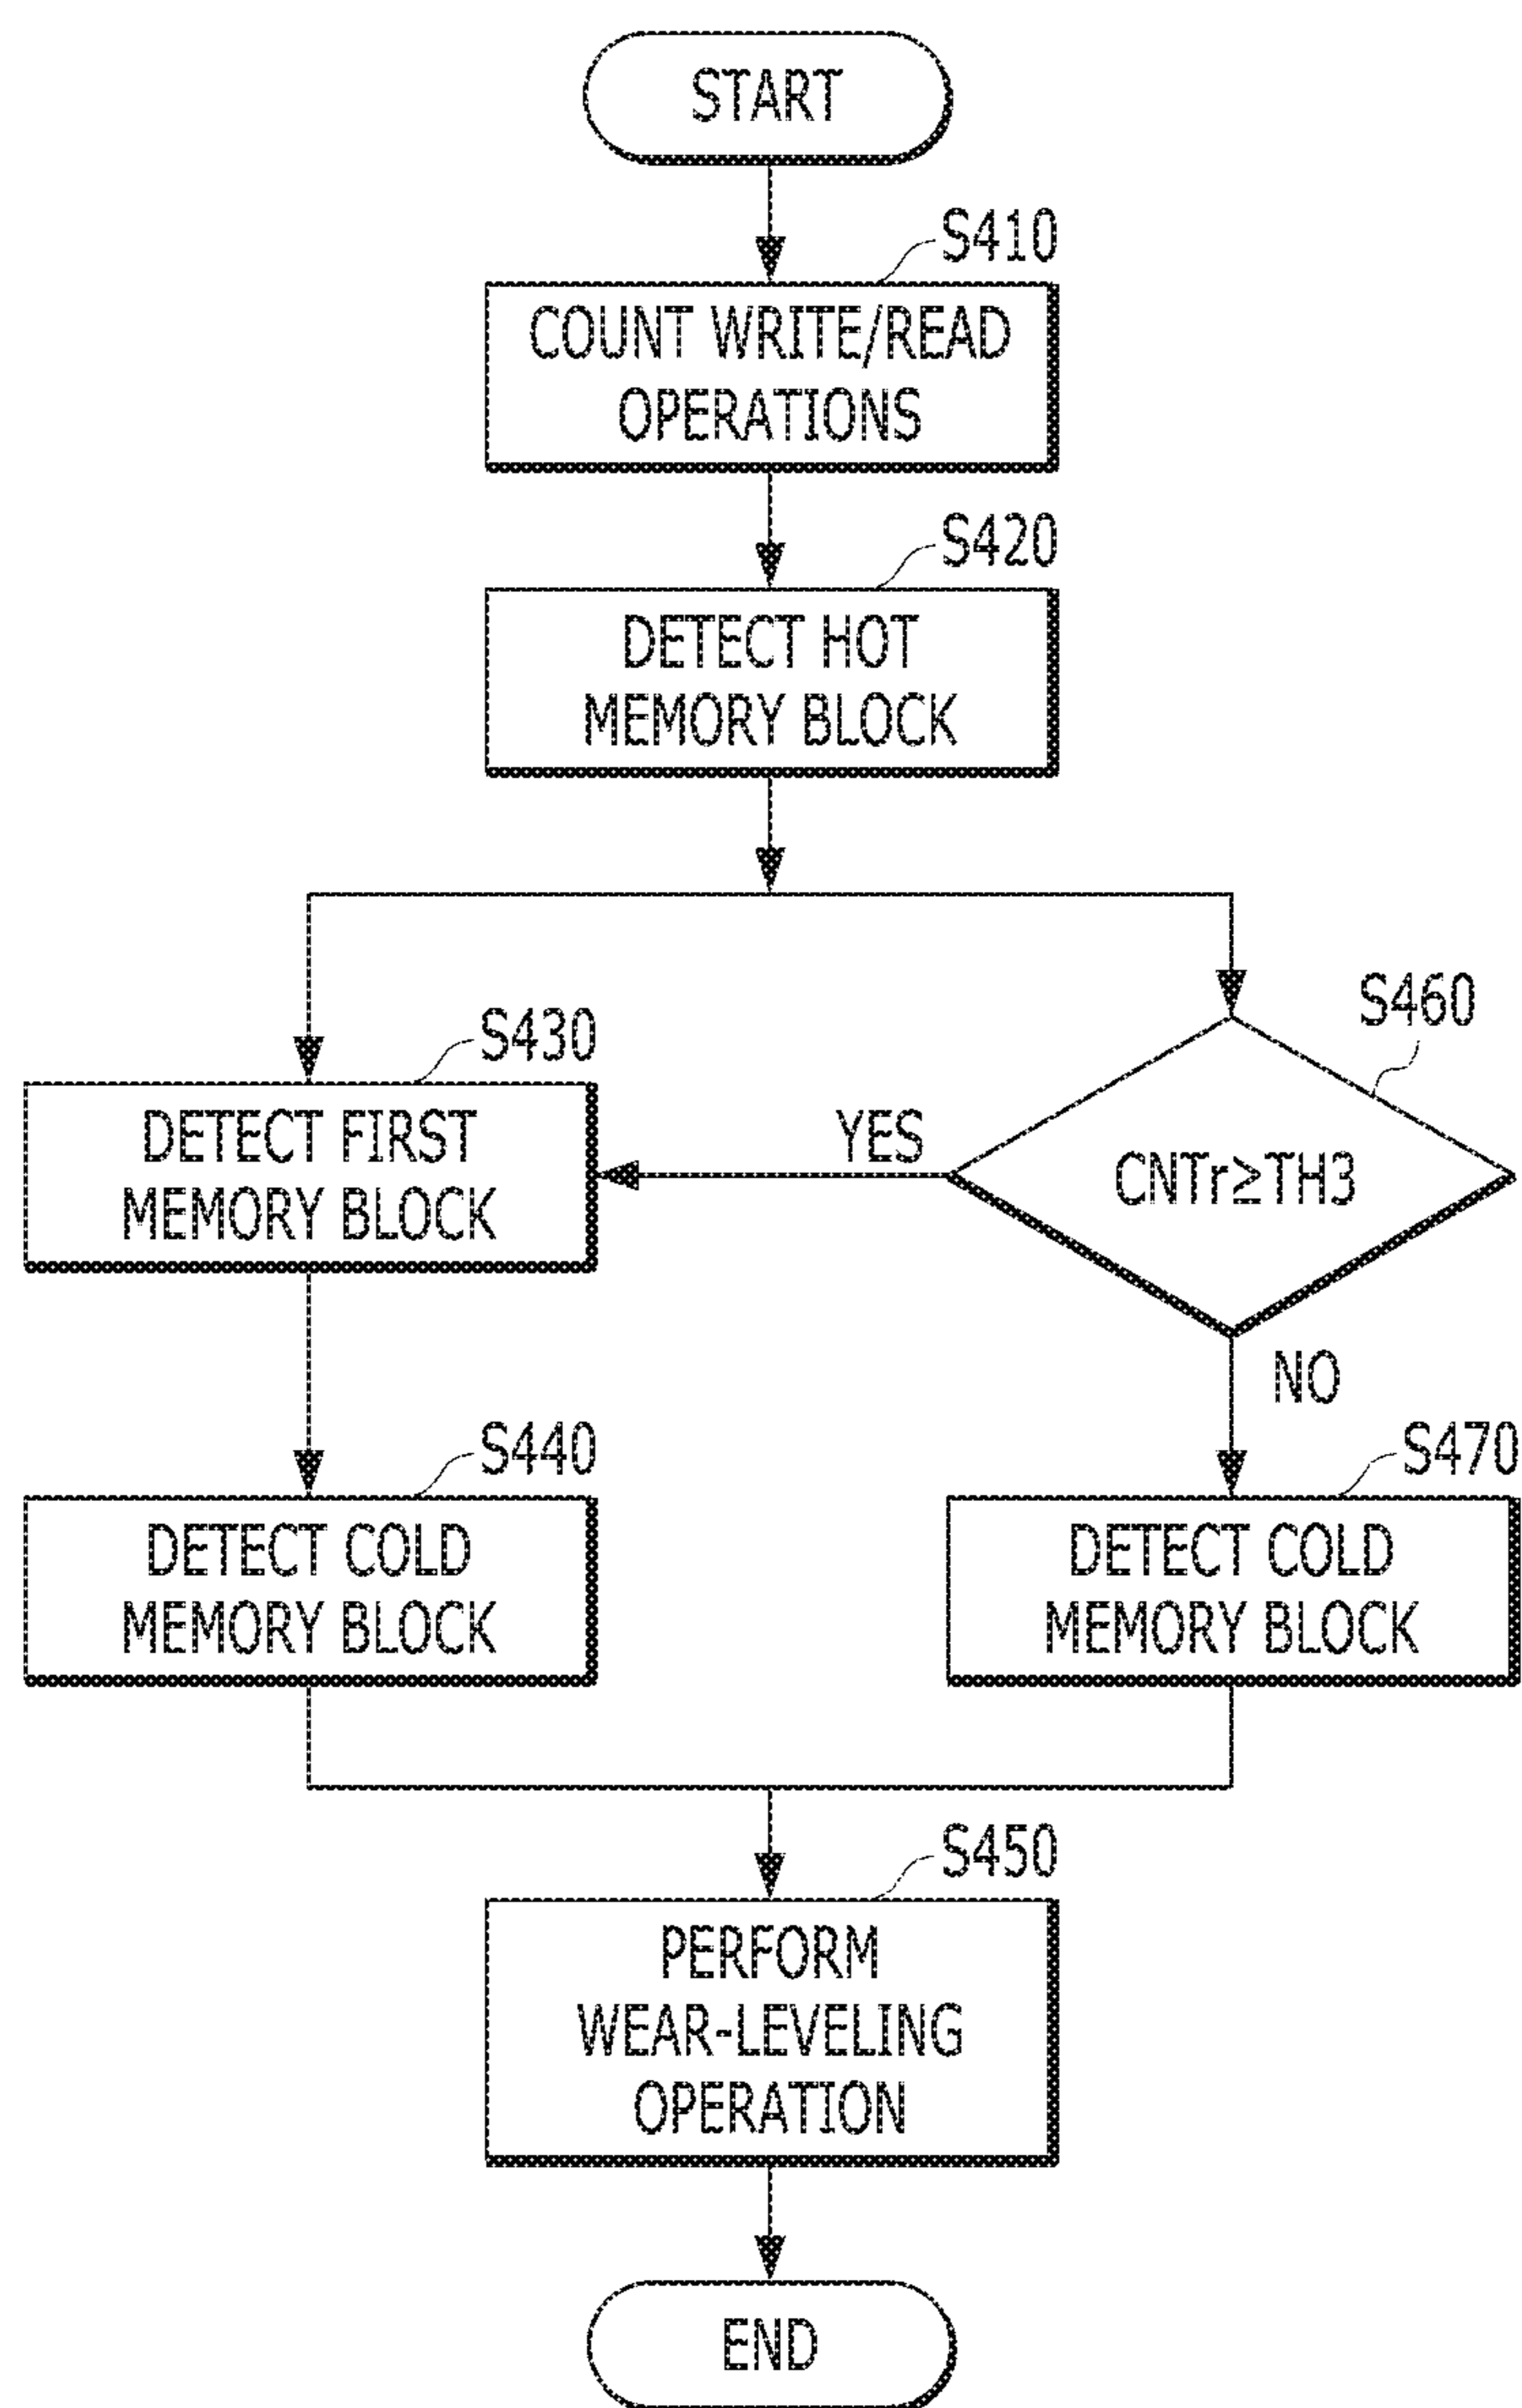 START
S410
COUNT WRITE/READ
OPERATIONS
S420
DETECT HOT
MEMORY BLOCK
S430
DETECT FIRST
MEMORY BLOCK
S460
YES
CNTr≥TH3
NO
S440
DETECT COLD
MEMORY BLOCK
S470
DETECT COLD
MEMORY BLOCK
S450
PERFORM
WEAR-LEVELING
OPERATION
END